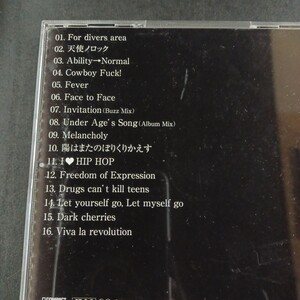 01. For divers area
02. 天使ノロック
03. Ability→Normal
04. Cowboy Fuck!
05. Fever
06. Face to Face
07. Invitation(Buzz Mix)
08. Under Age's Song(Album Mix)
09. Melancholy
10. 陽はまたのぼりくりかえす
11. I♥HIP HOP
12. Freedom of Expression
13. Drugs can't kill teens
14. Let yourself go, Let myself go
15. Dark cherries
16. Viva la revolution